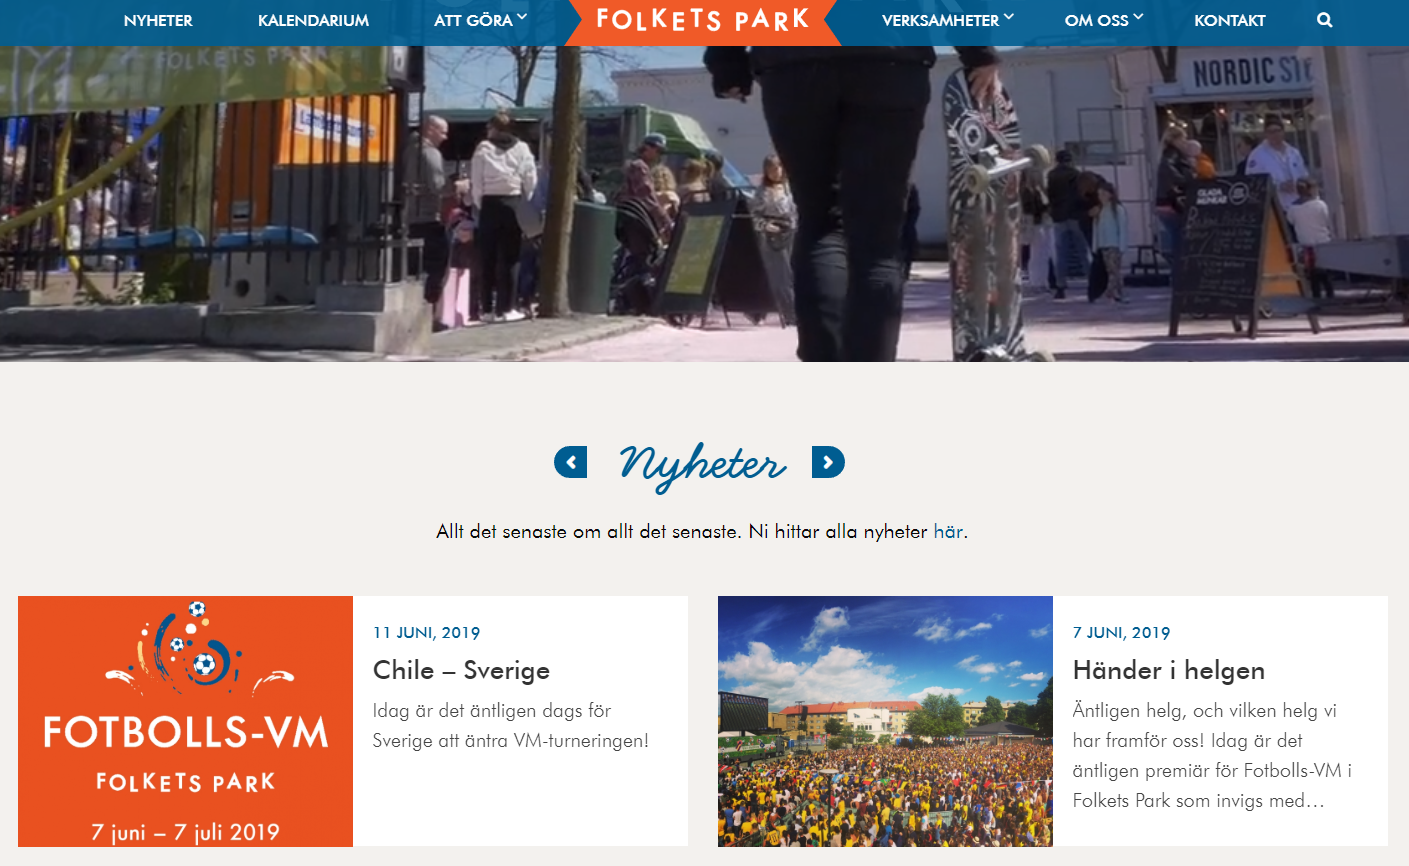 NYHETER
KALENDARIUM
ATT GÖRA
FOLKETS PARK
VERKSAMHETER
OM OSS
KONTAKT
FOLKETS PARK
NORDIC
GLADA
Nyheter
Allt det senaste om allt det senaste. Ni hittar alla nyheter här.
FOTBOLLS-VM
FOLKETS PARK
7 juni – 7 juli 2019
11 JUNI, 2019
Chile – Sverige
Idag är det äntligen dags för
Sverige att äntra VM-turneringen!
7 JUNI, 2019
Händer i helgen
Äntligen helg, och vilken helg vi
har framför oss! Idag är det
äntligen premiär för Fotbolls-VM i
Folkets Park som invigs med…